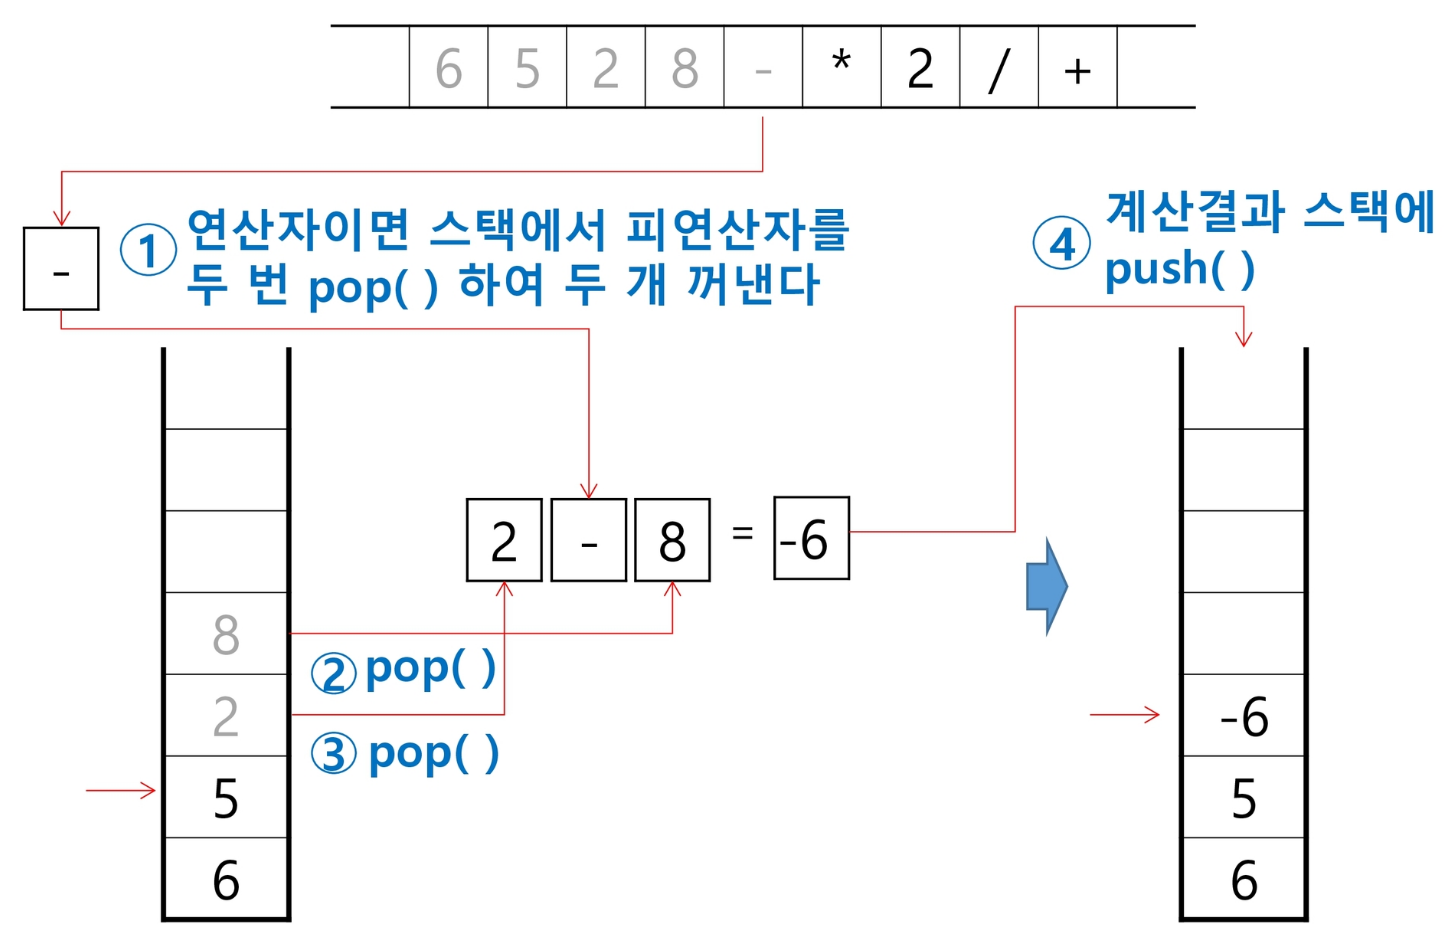 6 5 2 8 - * 2 / +
-
① 연산자이면 스택에서 피연산자를
두 번 pop( ) 하여 두 개 꺼낸다
④ 계산결과 스택에
push( )
2 - 8 = -6
8
② pop( )
2
③ pop( )
5
6
-6
5
6